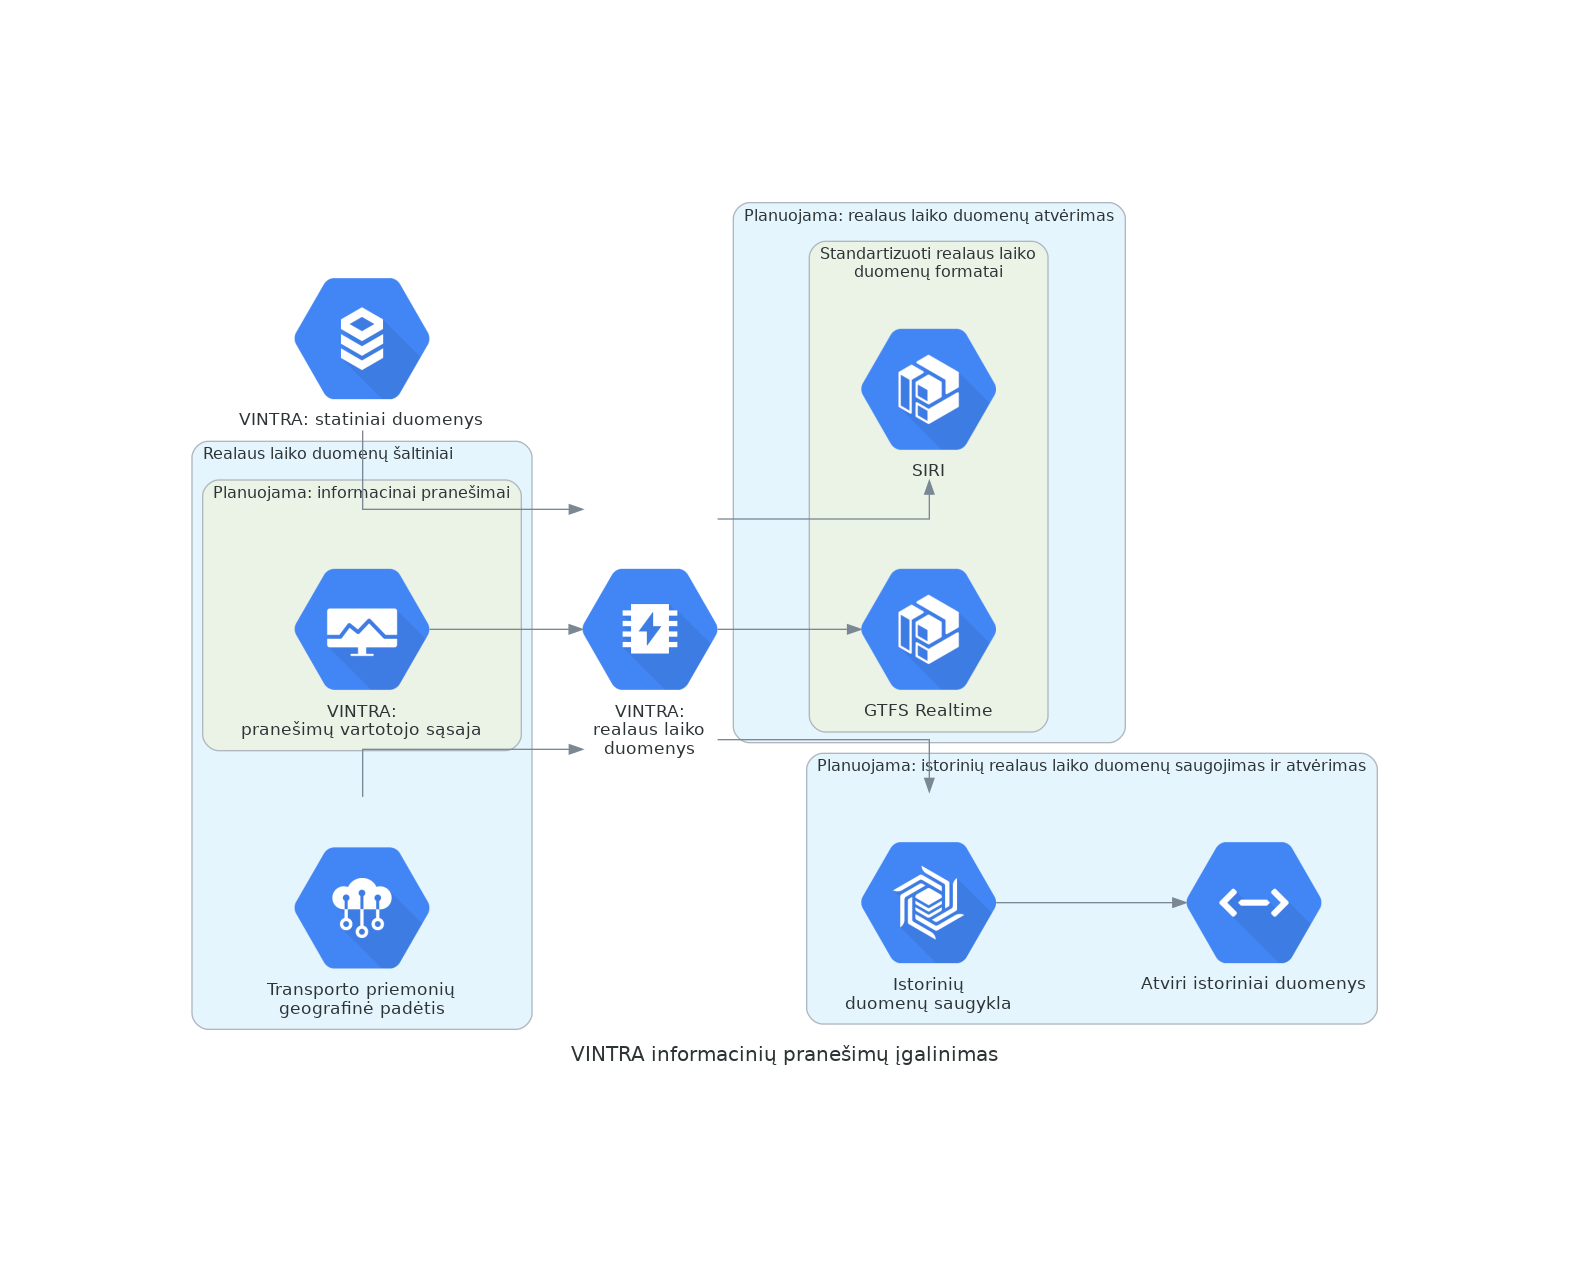 Planuojama: realaus laiko duomenų atvėrimas
Standartizuoti realaus laiko
duomenų formatai
SIRI
VINTRA: statiniai duomenys
Realaus laiko duomenų šaltiniai
Planuojama: informacinai pranešimai
VINTRA:
pranešimų vartotojo sąsaja
VINTRA:
realaus laiko
duomenys
GTFS Realtime
Planuojama: istorinių realaus laiko duomenų saugojimas ir atvėrimas
Transporto priemonių
geografinė padėtis
Istorinių
duomenų saugykla
Atviri istoriniai duomenys
VINTRA informacinių pranešimų įgalinimas